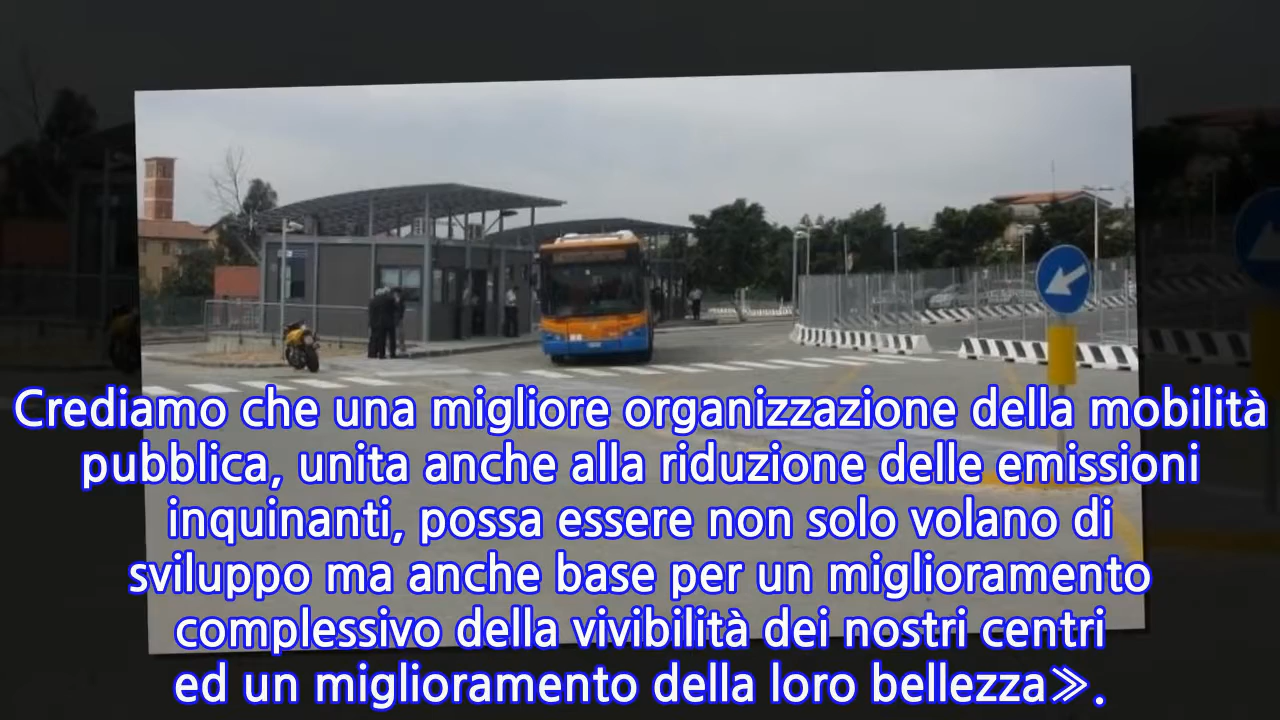 Crediamo che una migliore organizzazione della mobilità
pubblica, unita anche alla riduzione delle emissioni
inquinanti, possa essere non solo volano di
sviluppo ma anche base per un miglioramento
complessivo della vivibilità dei nostri centri
ed un miglioramento della loro bellezza≫.